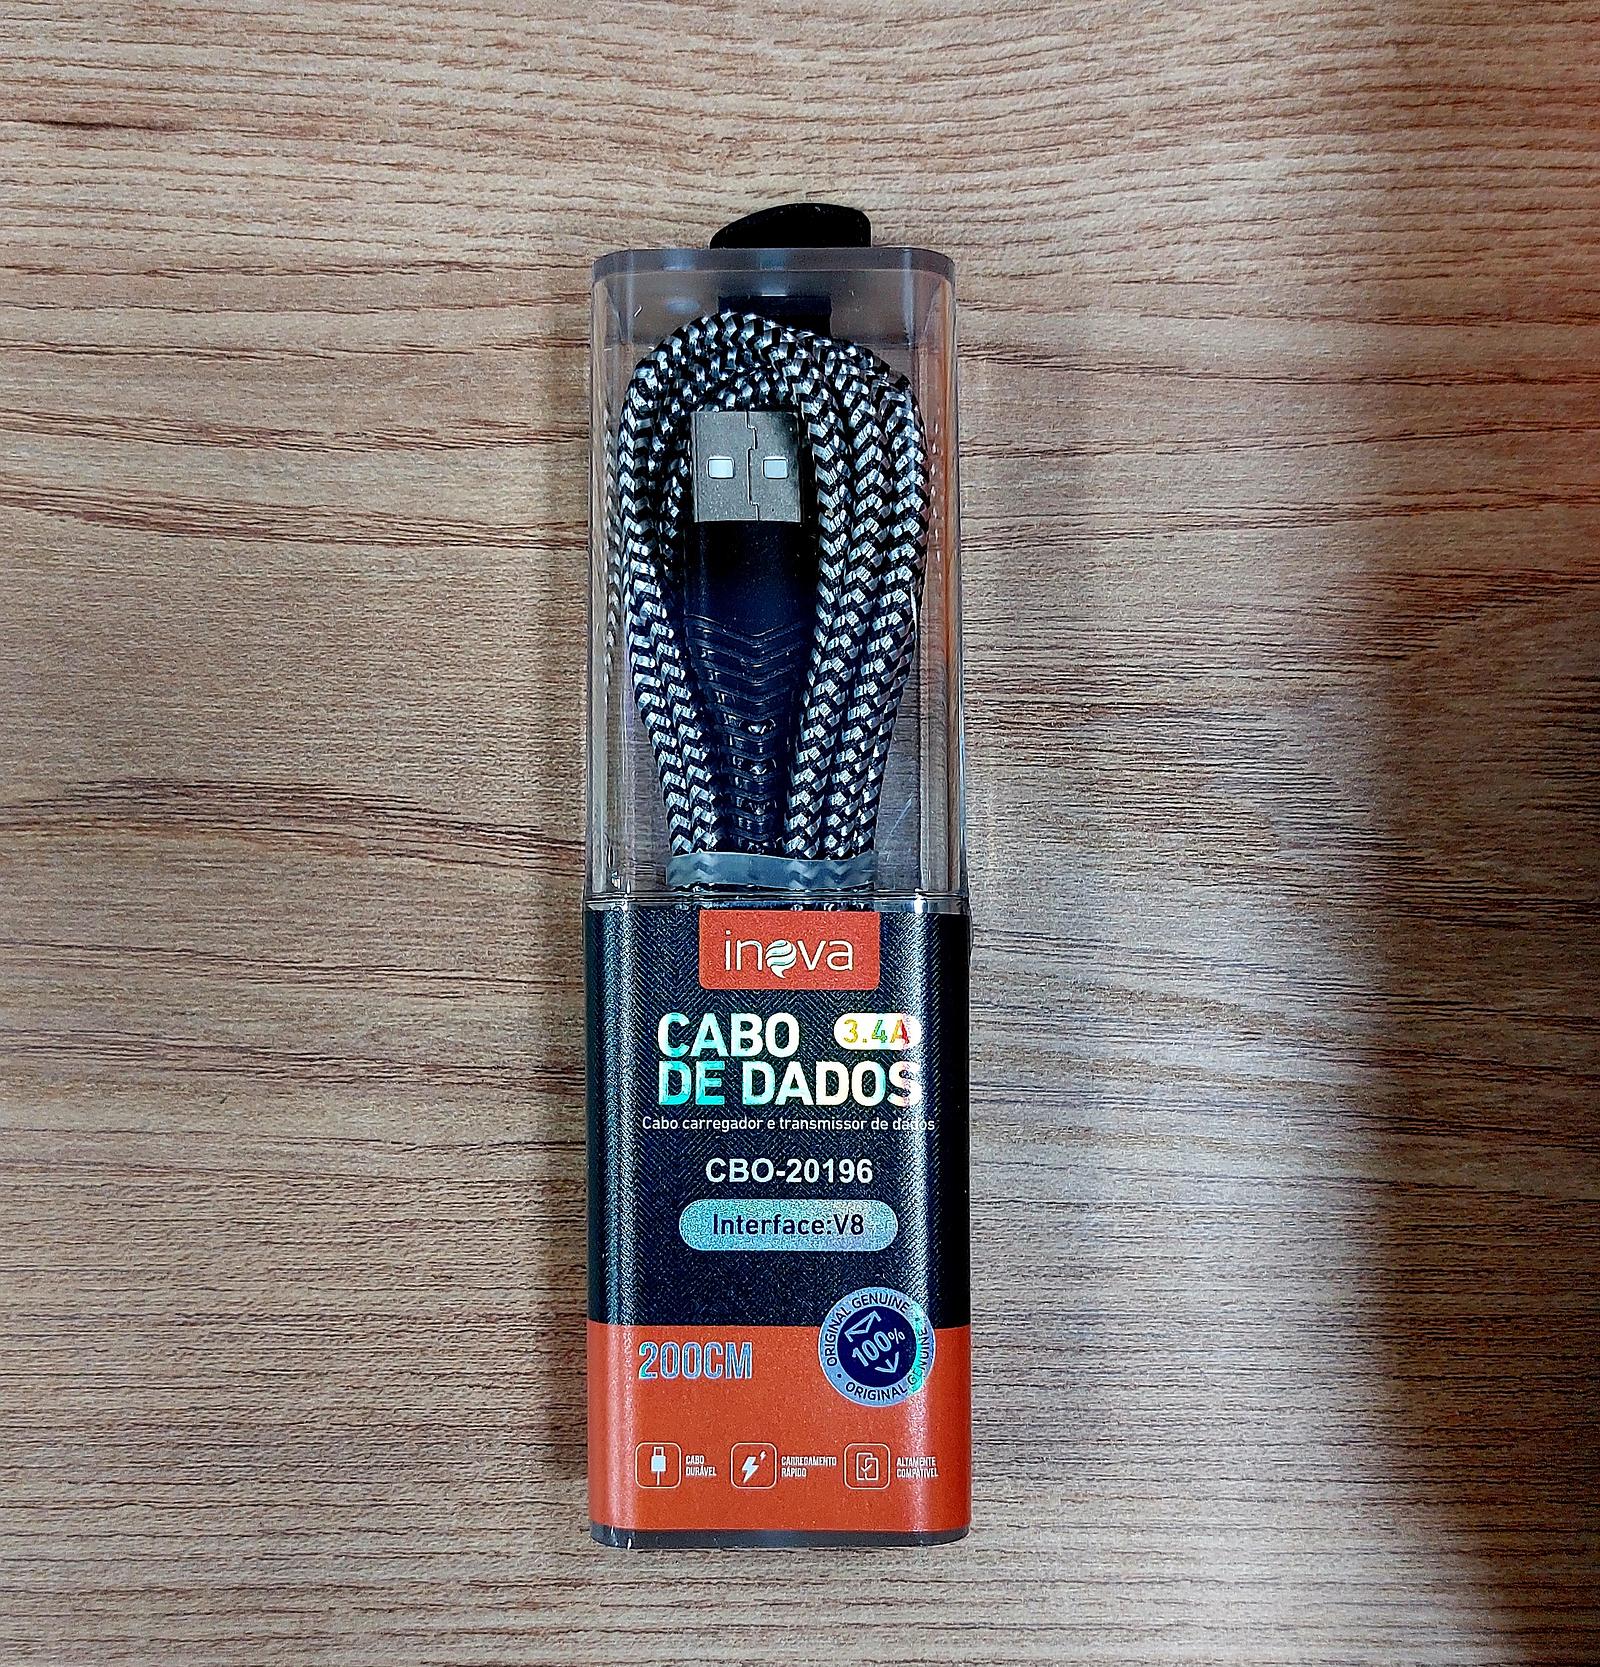 inova
CABO 3.4A
DE DADOS
Cabo carregador e transmissor de dados
CBO-20196
Interface:V8
200CM
ORIGINAL GENUINE
100%
ORIGINAL GENUINE
CABO
DURÁVEL
CARREGAMENTO
RÁPIDO
ALTAMENTE
COMPATÍVEL